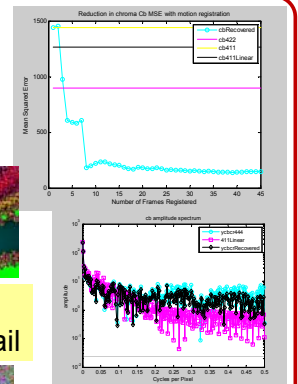 Reduction in chroma Cb MSE with motion registration
1500
1000
500
0
Mean Squared Error
cbRecovered
cb422
cb411
cb411Linear
0 5 10 15 20 25 30 35 40 45
Number of Frames Registered
cb amplitude spectrum
amplitude
ycbcr444
411Linear
ycbcrRecovered
0 0.05 0.1 0.15 0.2 0.25 0.3 0.35 0.4 0.45 0.5
Cycles per Pixel
ail